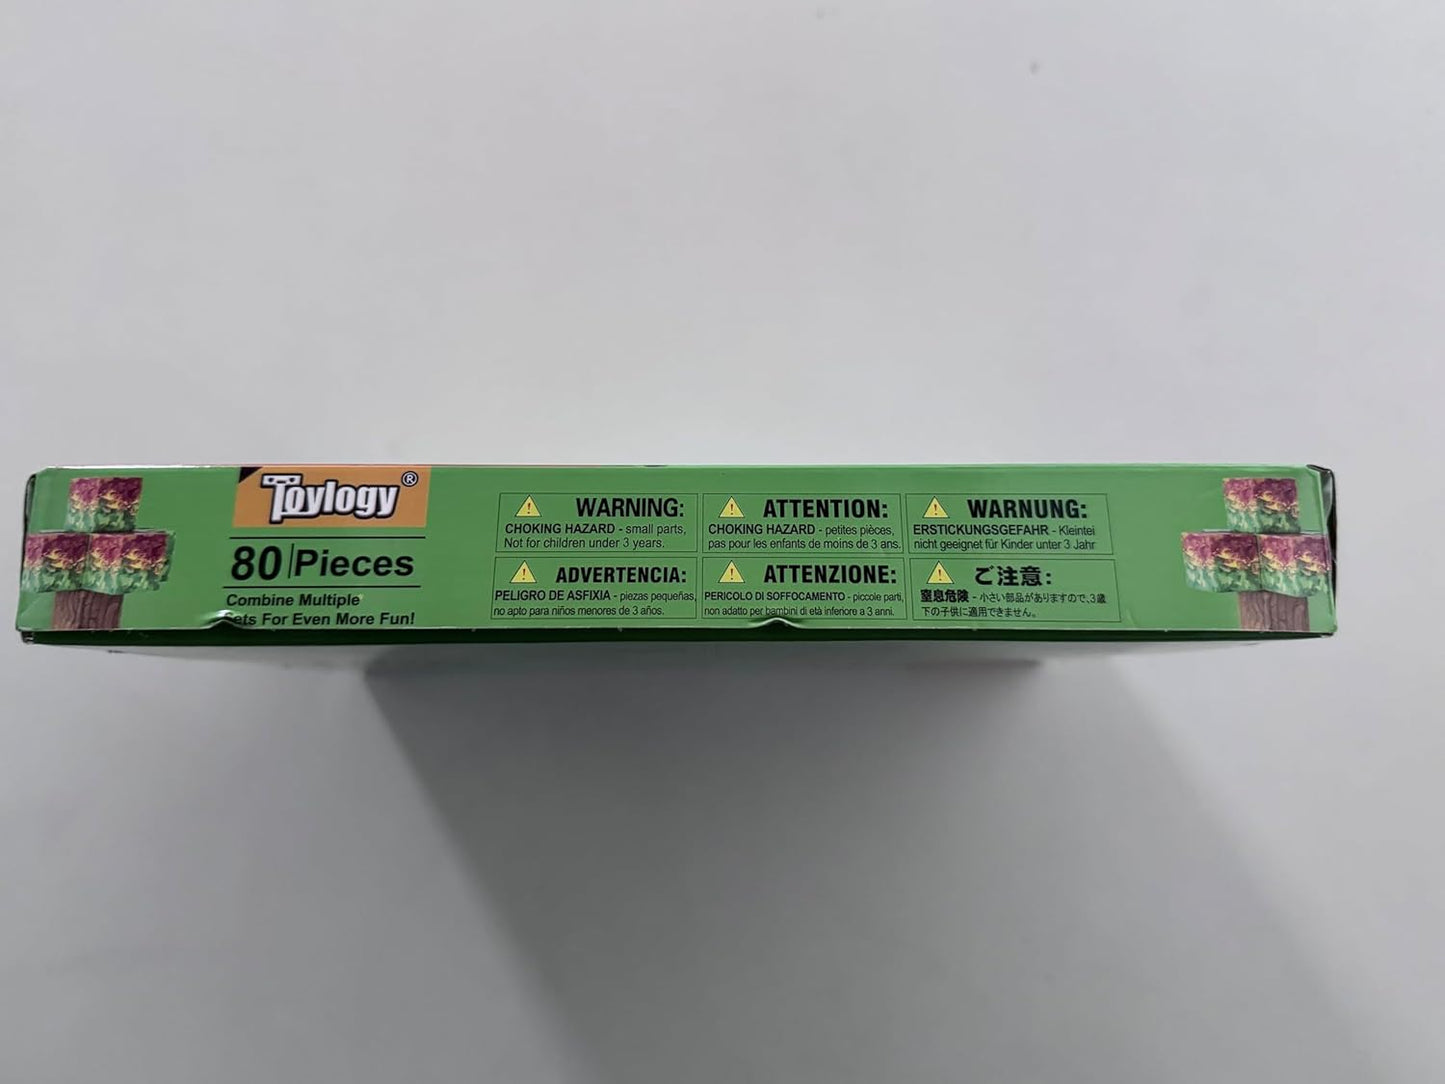 Toylogy®
80 | Pieces
Combine Multiple
ets For Even More Fun!
WARNING:
CHOKING HAZARD - small parts,
Not for children under 3 years.
ATTENTION:
CHOKING HAZARD - petites pièces,
pas pour les enfants de moins de 3 ans.
WARNUNG:
ERSTICKUNGSGEFAHR - Kleintei
nicht geeignet für Kinder unter 3 Jahr
ADVERTENCIA:
PELIGRO DE ASFIXIA - piezas pequeñas,
no apto para niños menores de 3 años.
ATTENZIONE:
PERICOLO DI SOFFOCAMENTO - piccole parti,
non adatto per bambini di età inferiore a 3 anni.
ご注意:
窒息危険 - 小さい部品がありますので、3歳
下の子供に適用できません。